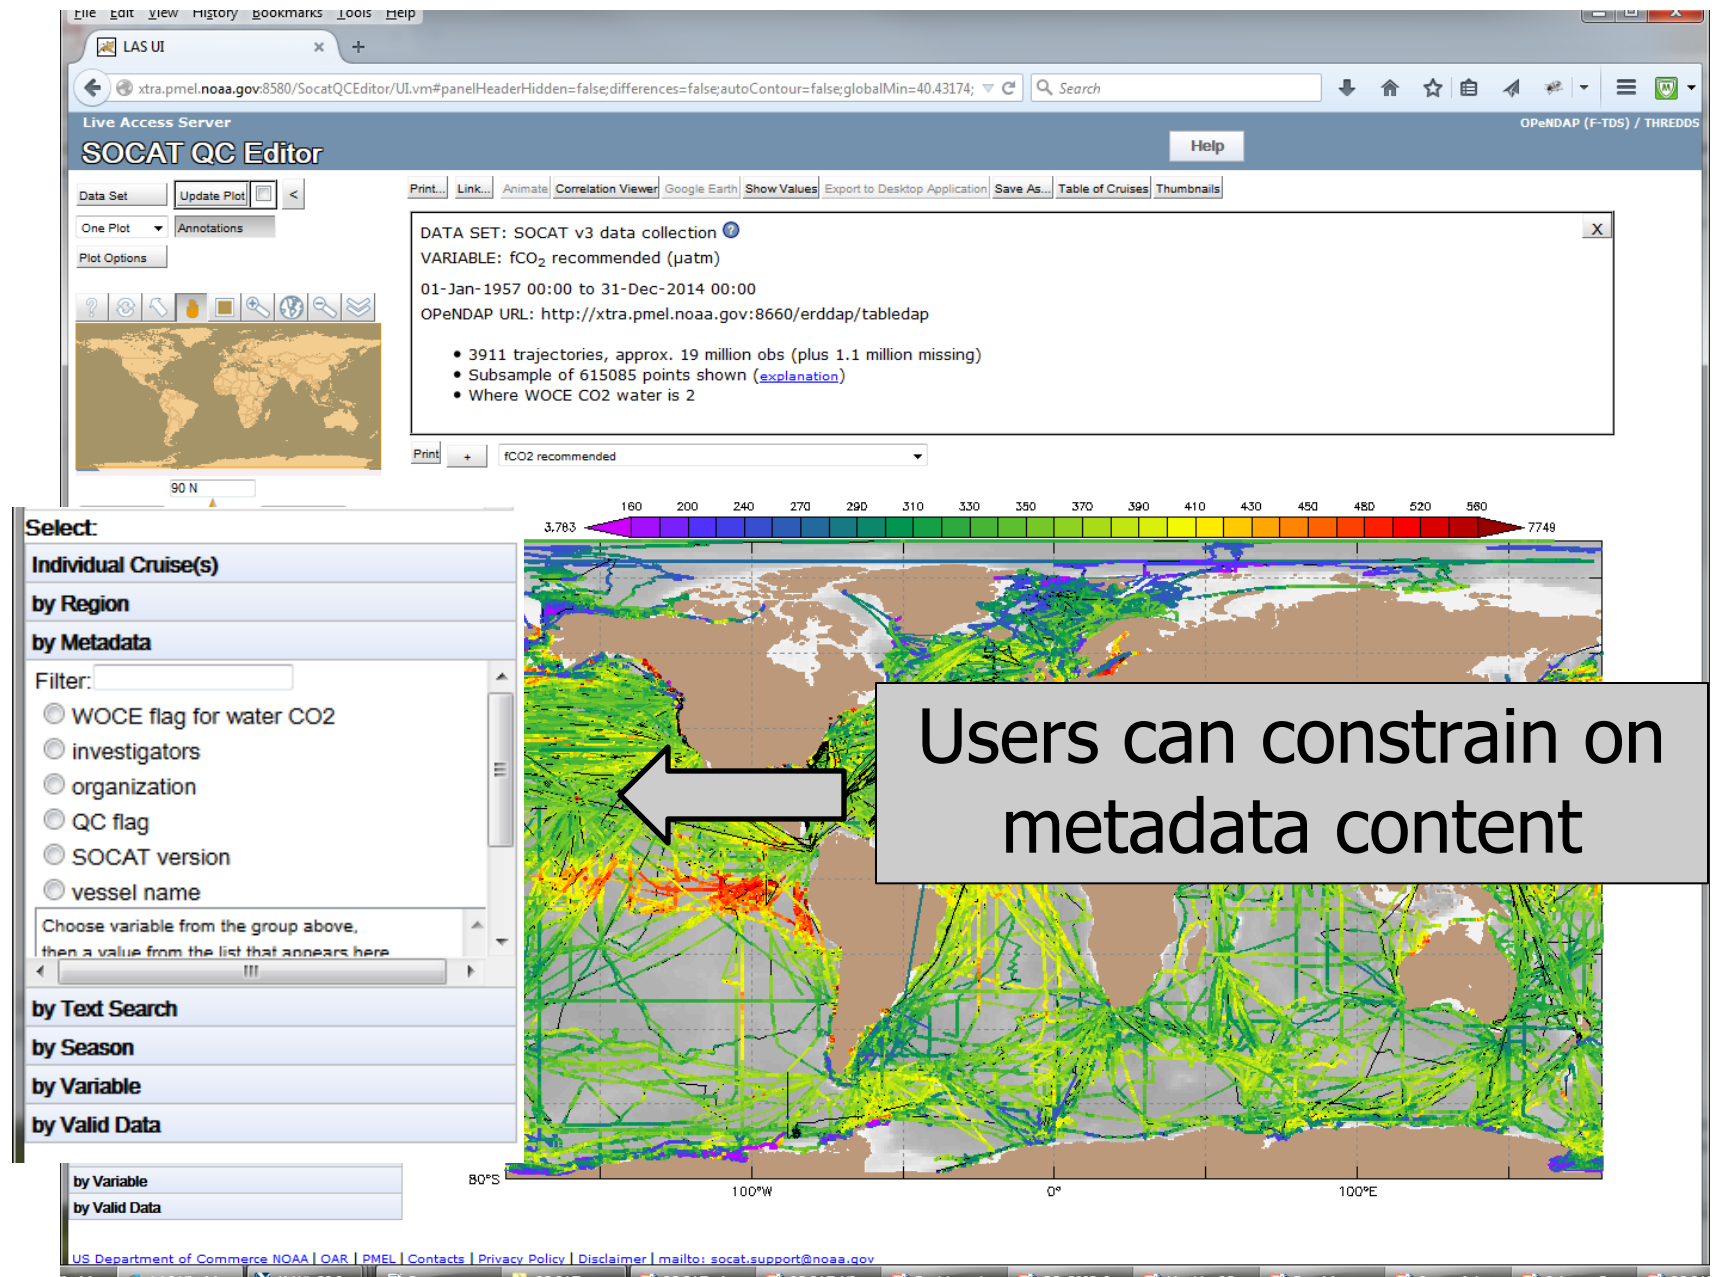 File Edit View History Bookmarks Tools Help
LAS UI × +
xtra.pmel.noaa.gov:8580/SocatQCEditor/UI.vm#panelHeaderHidden=false;differences=false;autoContour=false;globalMin=40.43174;
Search
Live Access Server
OPeNDAP (F-TDS) / THREDDS
SOCAT QC Editor
Help
Data Set
Update Plot
<
Print... Link... Animate Correlation Viewer Google Earth Show Values Export to Desktop Application Save As... Table of Cruises Thumbnails
One Plot
Annotations
Plot Options
X
DATA SET: SOCAT v3 data collection ?
VARIABLE: fCO₂ recommended (µatm)
01-Jan-1957 00:00 to 31-Dec-2014 00:00
OPeNDAP URL: http://xtra.pmel.noaa.gov:8660/erddap/tabledap
• 3911 trajectories, approx. 19 million obs (plus 1.1 million missing)
• Subsample of 615085 points shown (explanation)
• Where WOCE CO2 water is 2
Print + fCO2 recommended
90 N
160 200 240 270 290 310 330 350 370 390 410 430 450 480 520 560
3.783 7749
Select:
Individual Cruise(s)
by Region
by Metadata
Filter:
WOCE flag for water CO2
investigators
organization
QC flag
SOCAT version
vessel name
Choose variable from the group above,
then a value from the list that appears here
by Text Search
by Season
by Variable
by Valid Data
Users can constrain on
metadata content
by Variable
by Valid Data
80°S
100°W 0° 100°E
US Department of Commerce NOAA | OAR | PMEL | Contacts | Privacy Policy | Disclaimer | mailto: socat.support@noaa.gov